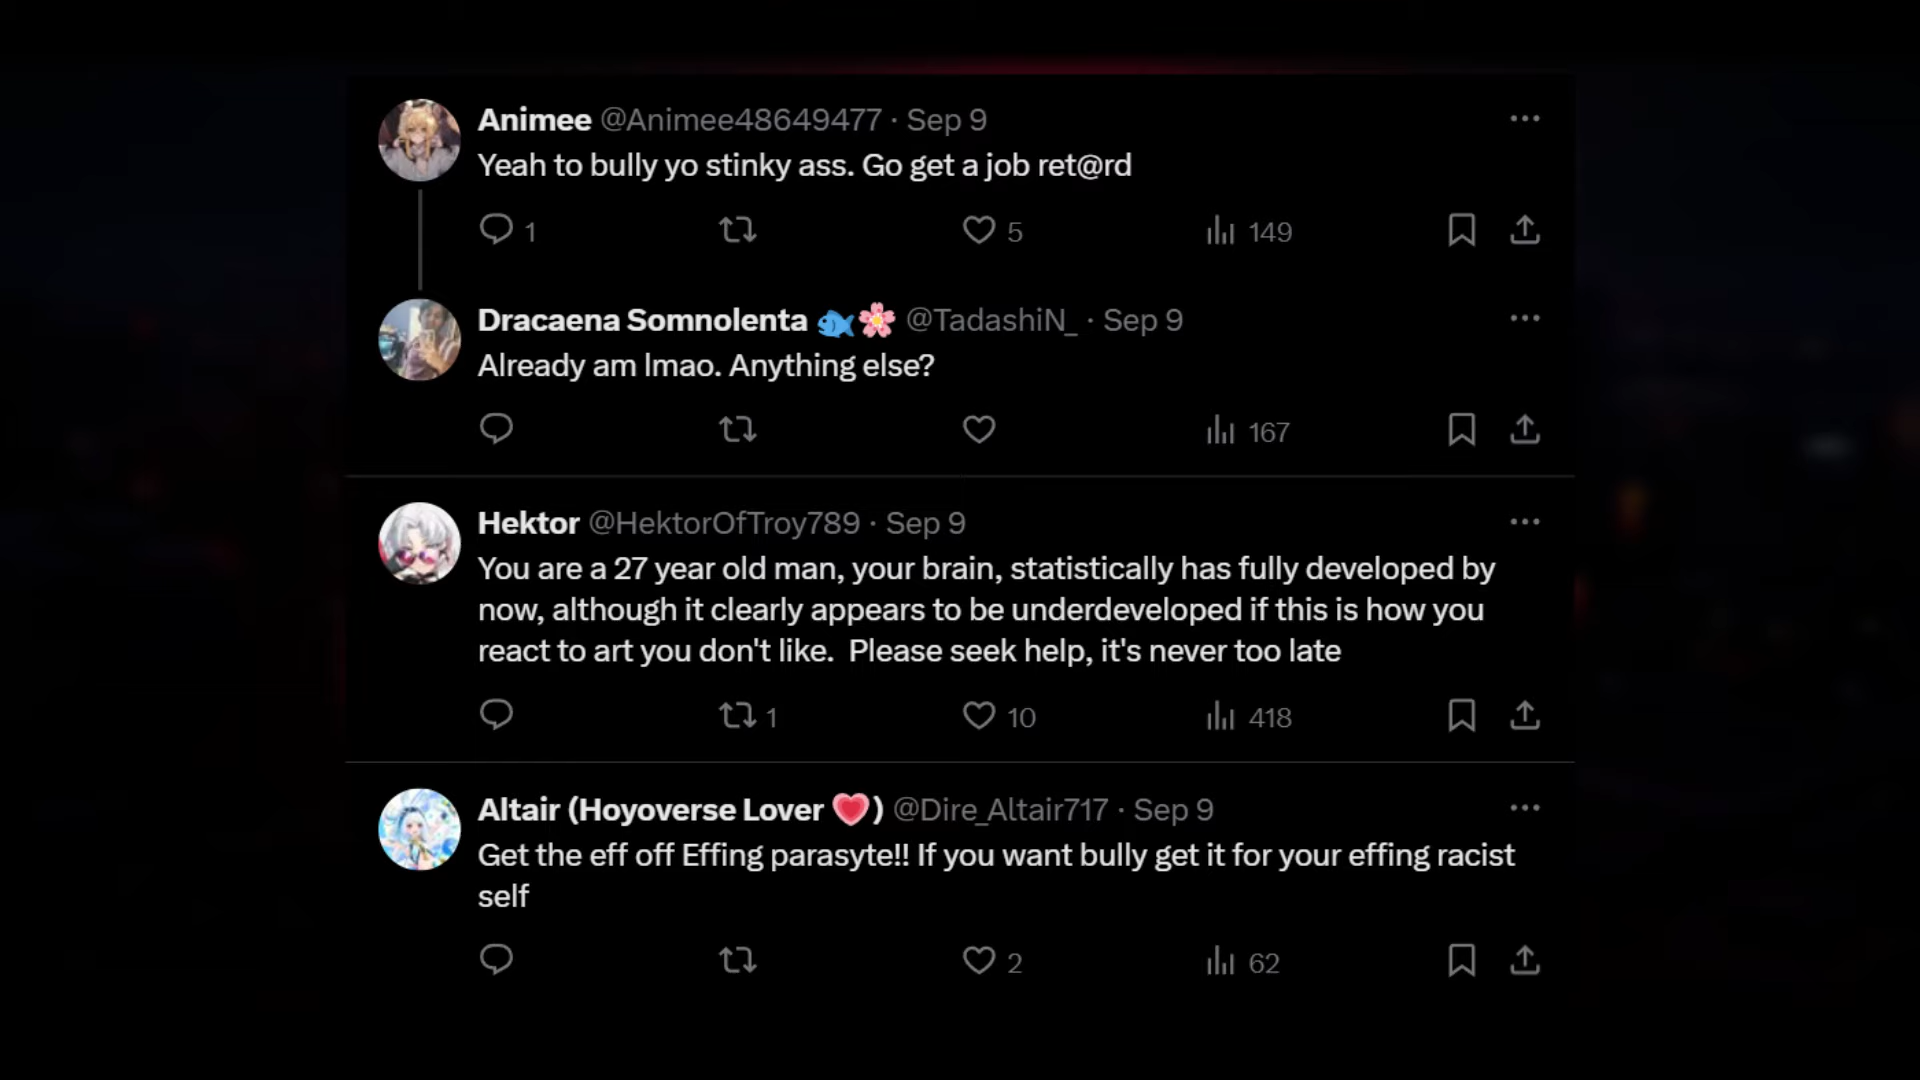 Animee @Animee48649477 · Sep 9
Yeah to bully yo stinky ass. Go get a job ret@rd
1 5 149
Dracaena Somnolenta 🐟🌸 @TadashiN_ · Sep 9
Already am lmao. Anything else?
167
Hektor @HektorOfTroy789 · Sep 9
You are a 27 year old man, your brain, statistically has fully developed by
now, although it clearly appears to be underdeveloped if this is how you
react to art you don't like.  Please seek help, it's never too late
1 10 418
Altair (Hoyoverse Lover 💗) @Dire_Altair717 · Sep 9
Get the eff off Effing parasyte!! If you want bully get it for your effing racist
self
2 62